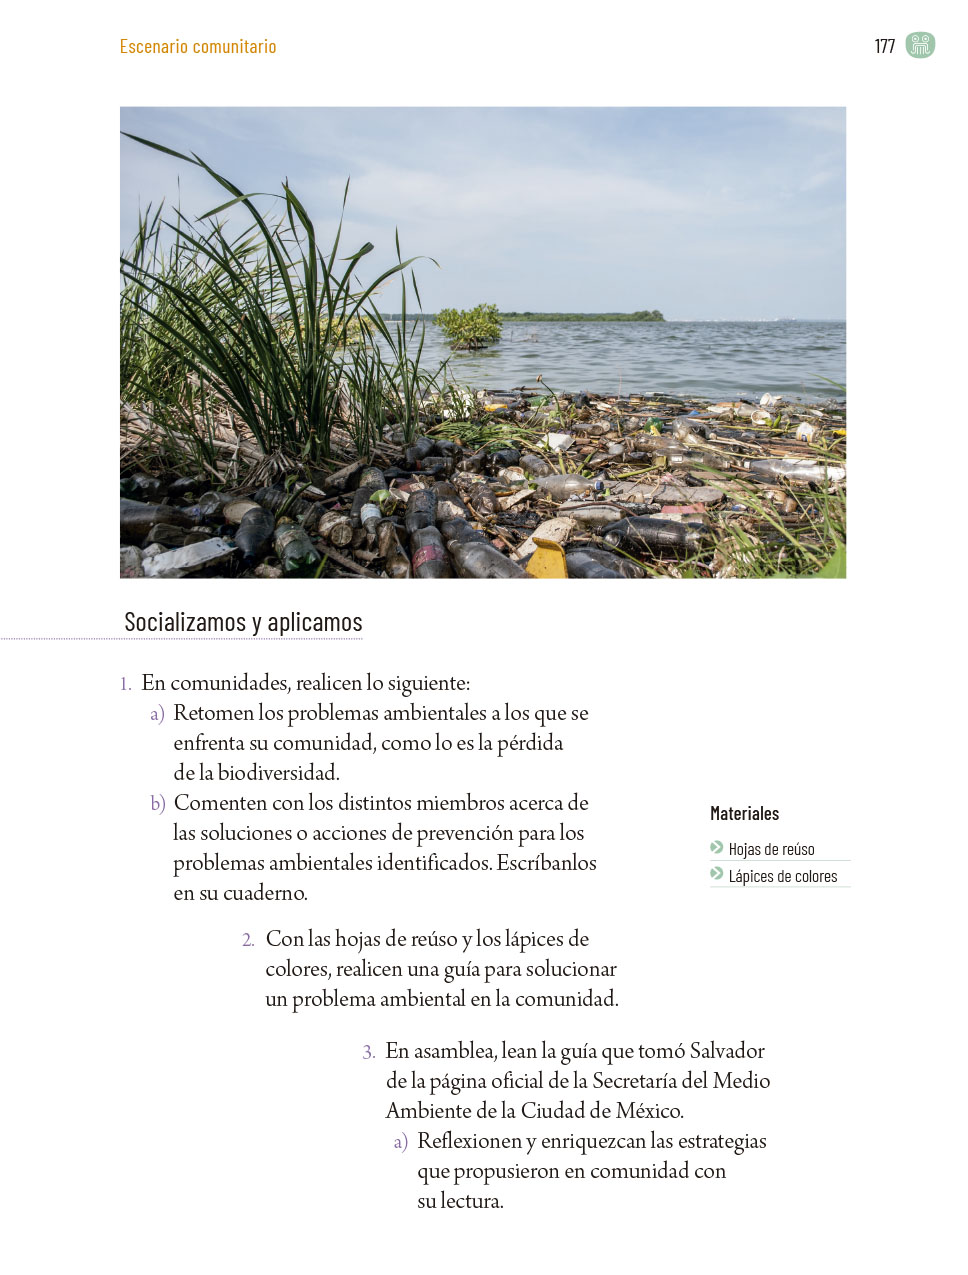 Escenario comunitario
177
Socializamos y aplicamos
1. En comunidades, realicen lo siguiente:
a) Retomen los problemas ambientales a los que se
enfrenta su comunidad, como lo es la pérdida
de la biodiversidad.
b) Comenten con los distintos miembros acerca de
las soluciones o acciones de prevención para los
problemas ambientales identificados. Escríbanlos
en su cuaderno.
Materiales
Hojas de reúso
Lápices de colores
2. Con las hojas de reúso y los lápices de
colores, realicen una guía para solucionar
un problema ambiental en la comunidad.
3. En asamblea, lean la guía que tomó Salvador
de la página oficial de la Secretaría del Medio
Ambiente de la Ciudad de México.
a) Reflexionen y enriquezcan las estrategias
que propusieron en comunidad con
su lectura.